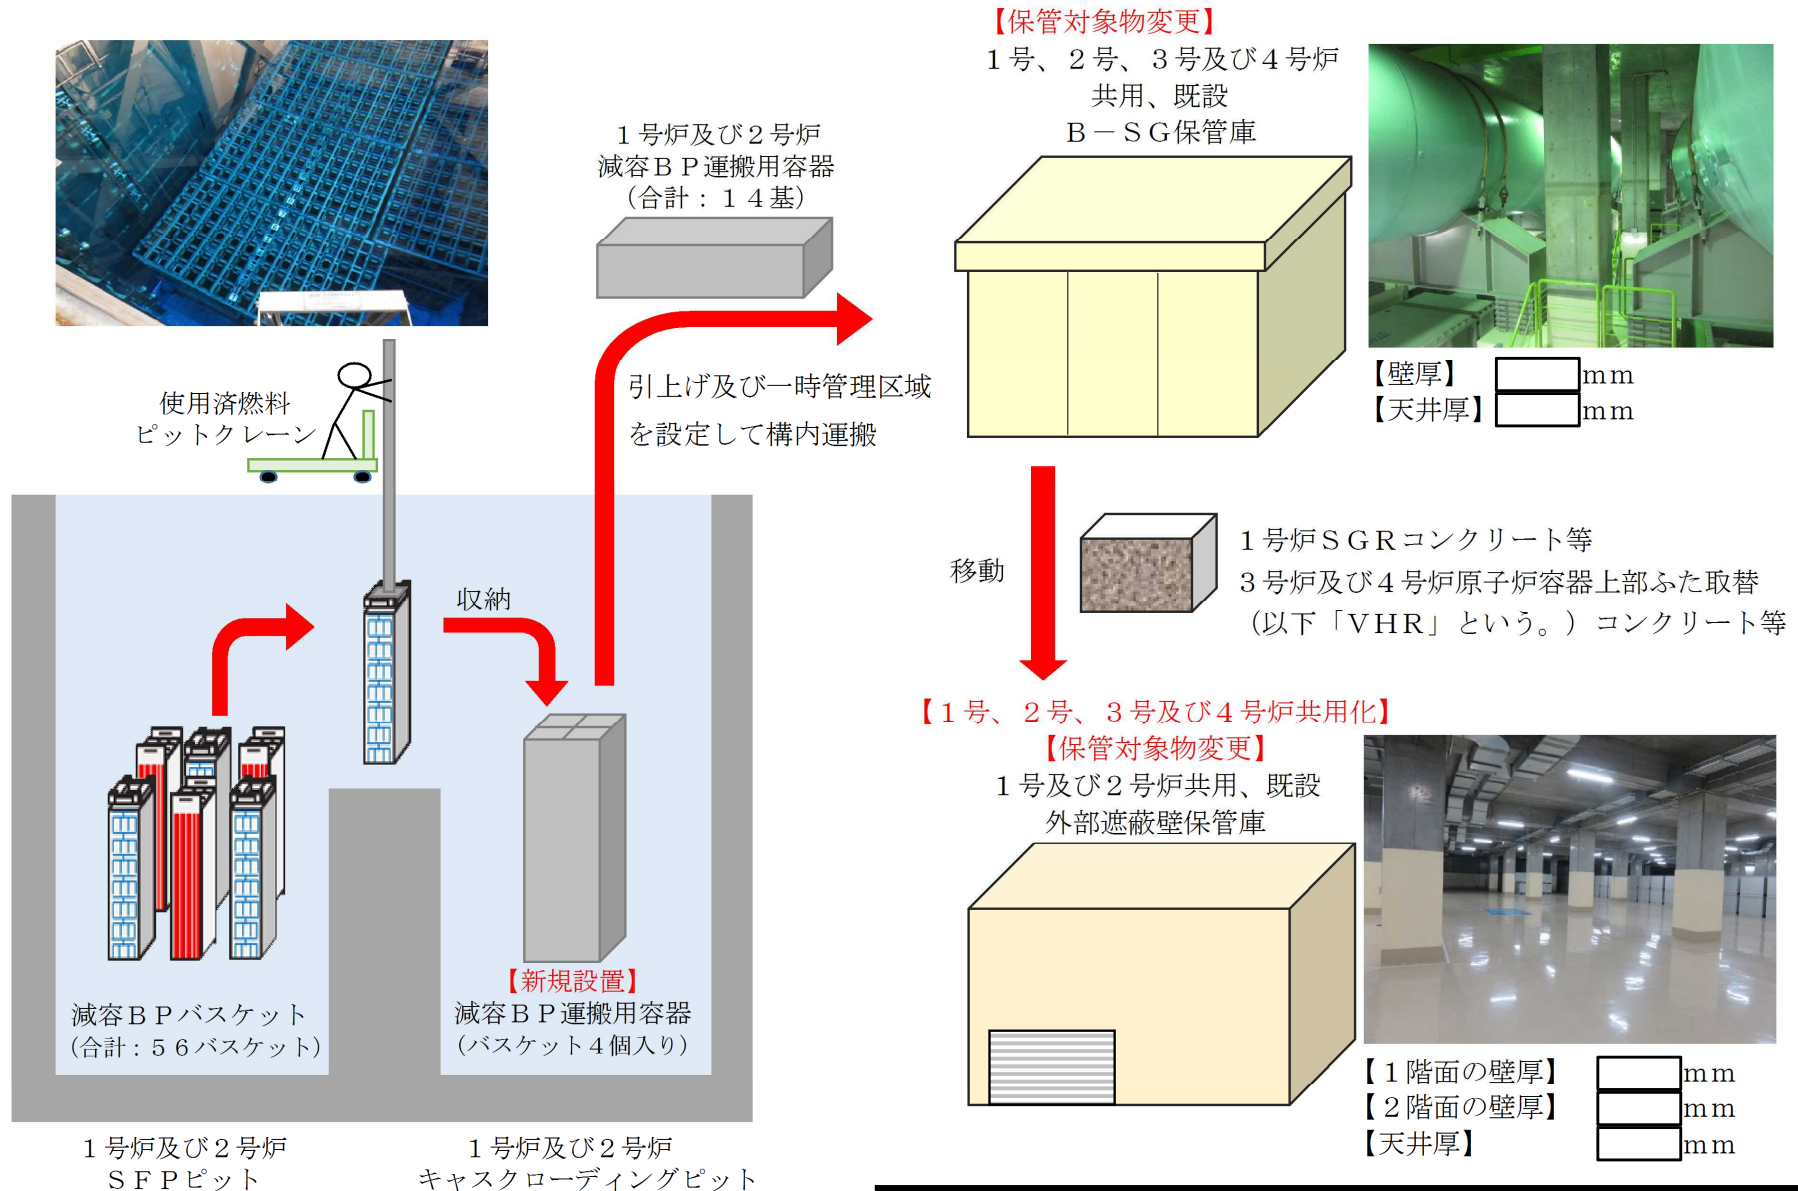 【保管対象物変更】
１号、２号、３号及び４号炉
共用、既設
Ｂ－ＳＧ保管庫
１号炉及び２号炉
減容ＢＰ運搬用容器
（合計：１４基）
【壁厚】 ｍｍ
【天井厚】 ｍｍ
引上げ及び一時管理区域
を設定して構内運搬
使用済燃料
ピットクレーン
移動
１号炉ＳＧＲコンクリート等
３号炉及び４号炉原子炉容器上部ふた取替
（以下「ＶＨＲ」という。）コンクリート等
収納
【１号、２号、３号及び４号炉共用化】
【保管対象物変更】
１号及び２号炉共用、既設
外部遮蔽壁保管庫
【新規設置】
減容ＢＰ運搬用容器
（バスケット４個入り）
減容ＢＰバスケット
（合計：５６バスケット）
【１階面の壁厚】 ｍｍ
【２階面の壁厚】 ｍｍ
【天井厚】 ｍｍ
１号炉及び２号炉
ＳＦＰピット
１号炉及び２号炉
キャスクローディングピット